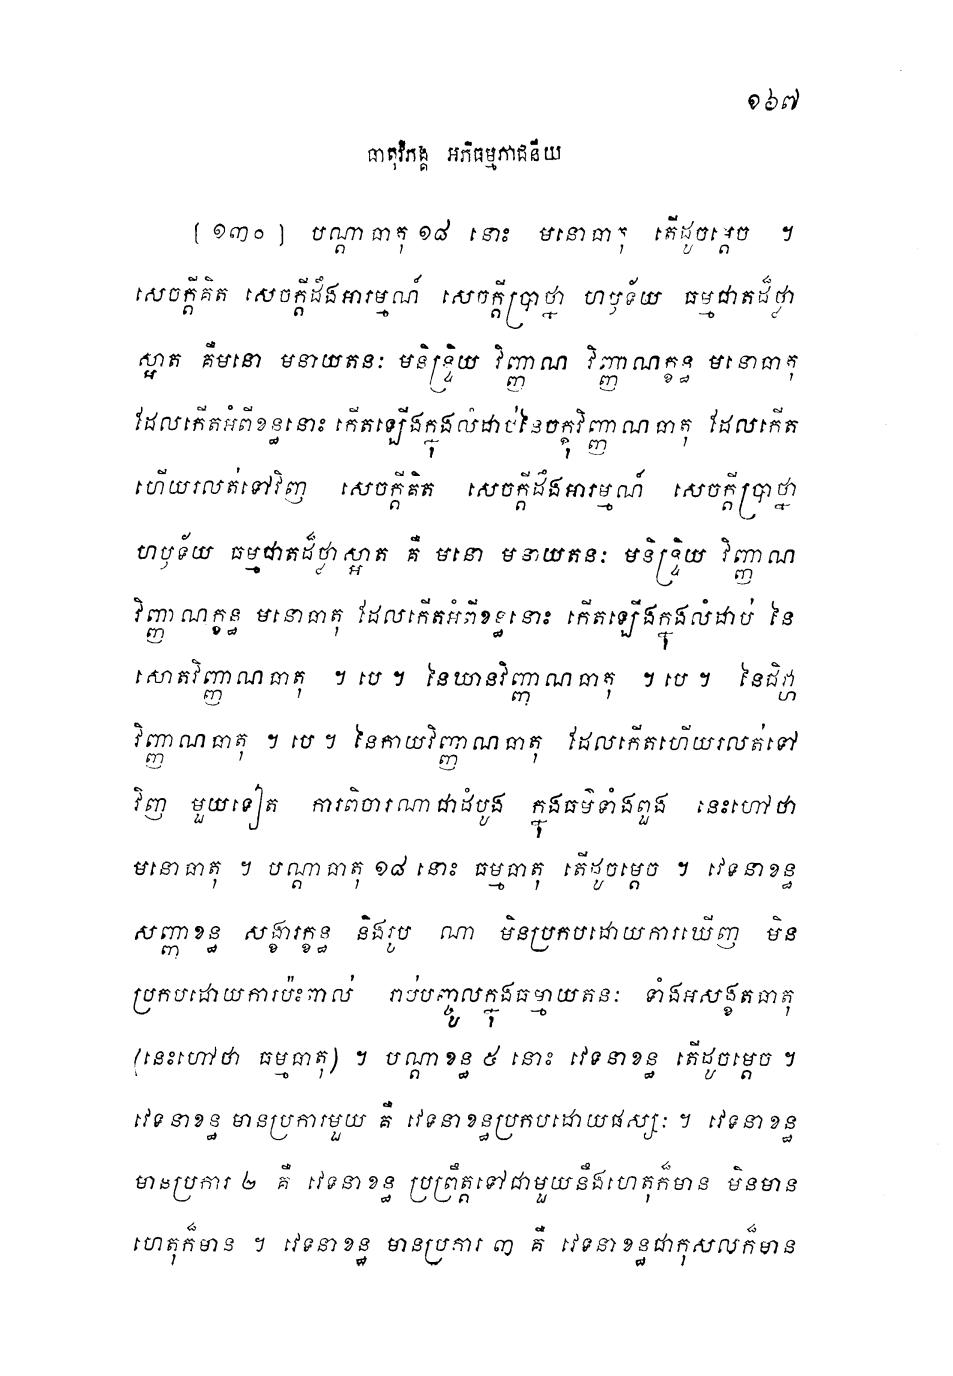 ១៦៧
ធាតុវិភង្គ អភិធម្មភាជនីយ
(១៣០) បណ្តាធាតុ ១៨ នោះ មនោធាតុ តើដូចម្តេច ។
សេចក្តីគិត សេចក្តីដឹងអារម្មណ៍ សេចក្តីប្រាថ្នា ហឫទ័យ ធម្មជាតដ៏ថ្លា
ស្អាត គឺមនោ មនាយតនៈ មនិន្ទ្រិយ វិញ្ញាណ វិញ្ញាណក្ខន្ធ មនោធាតុ
ដែលកើតអំពីខន្ធនោះ កើតឡើងក្នុងលំដាប់នៃចក្ខុវិញ្ញាណធាតុ ដែលកើត
ហើយរលត់ទៅវិញ សេចក្តីគិត សេចក្តីដឹងអារម្មណ៍ សេចក្តីប្រាថ្នា
ហឫទ័យ ធម្មជាតដ៏ថ្លាស្អាត គឺ មនោ មនាយតនៈ មនិន្ទ្រិយ វិញ្ញាណ
វិញ្ញាណក្ខន្ធ មនោធាតុ ដែលកើតអំពីខន្ធនោះ កើតឡើងក្នុងលំដាប់ នៃ
សោតវិញ្ញាណធាតុ ។ បេ ។ នៃឃានវិញ្ញាណធាតុ ។ បេ ។ នៃជិវ្ហា
វិញ្ញាណធាតុ ។ បេ ។ នៃកាយវិញ្ញាណធាតុ ដែលកើតហើយរលត់ទៅ
វិញ មួយទៀត ការពិចារណាជាដំបូង ក្នុងធម៌ទាំងពួង នេះហៅថា
មនោធាតុ ។ បណ្តាធាតុ ១៨ នោះ ធម្មធាតុ តើដូចម្តេច ។ វេទនាខន្ធ
សញ្ញាខន្ធ សង្ខារក្ខន្ធ និងរូប ណា មិនប្រកបដោយការឃើញ មិន
ប្រកបដោយការប៉ះពាល់ រាប់បញ្ចូលក្នុងធម្មាយតនៈ ទាំងអសង្ខតធាតុ
(នេះហៅថា ធម្មធាតុ) ។ បណ្តាខន្ធ ៥ នោះ វេទនាខន្ធ តើដូចម្តេច ។
វេទនាខន្ធ មានប្រការមួយ គឺ វេទនាខន្ធប្រកបដោយផស្សៈ ។ វេទនាខន្ធ
មានប្រការ ២ គឺ វេទនាខន្ធ ប្រព្រឹត្តទៅជាមួយនឹងហេតុក៏មាន មិនមាន
ហេតុក៏មាន ។ វេទនាខន្ធ មានប្រការ ៣ គឺ វេទនាខន្ធជាកុសលក៏មាន